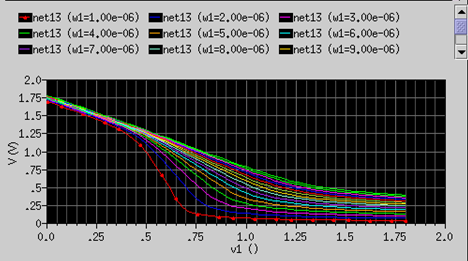 net13 (w1=1.00e-06) net13 (w1=2.00e-06) net13 (w1=3.00e-06)
net13 (w1=4.00e-06) net13 (w1=5.00e-06) net13 (w1=6.00e-06)
net13 (w1=7.00e-06) net13 (w1=8.00e-06) net13 (w1=9.00e-06)
2.0
1.75
1.5
1.25
1.0
.75
.5
.25
0
V (V)
0.0 .25 .5 .75 1.0 1.25 1.5 1.75 2.0
v1 ()